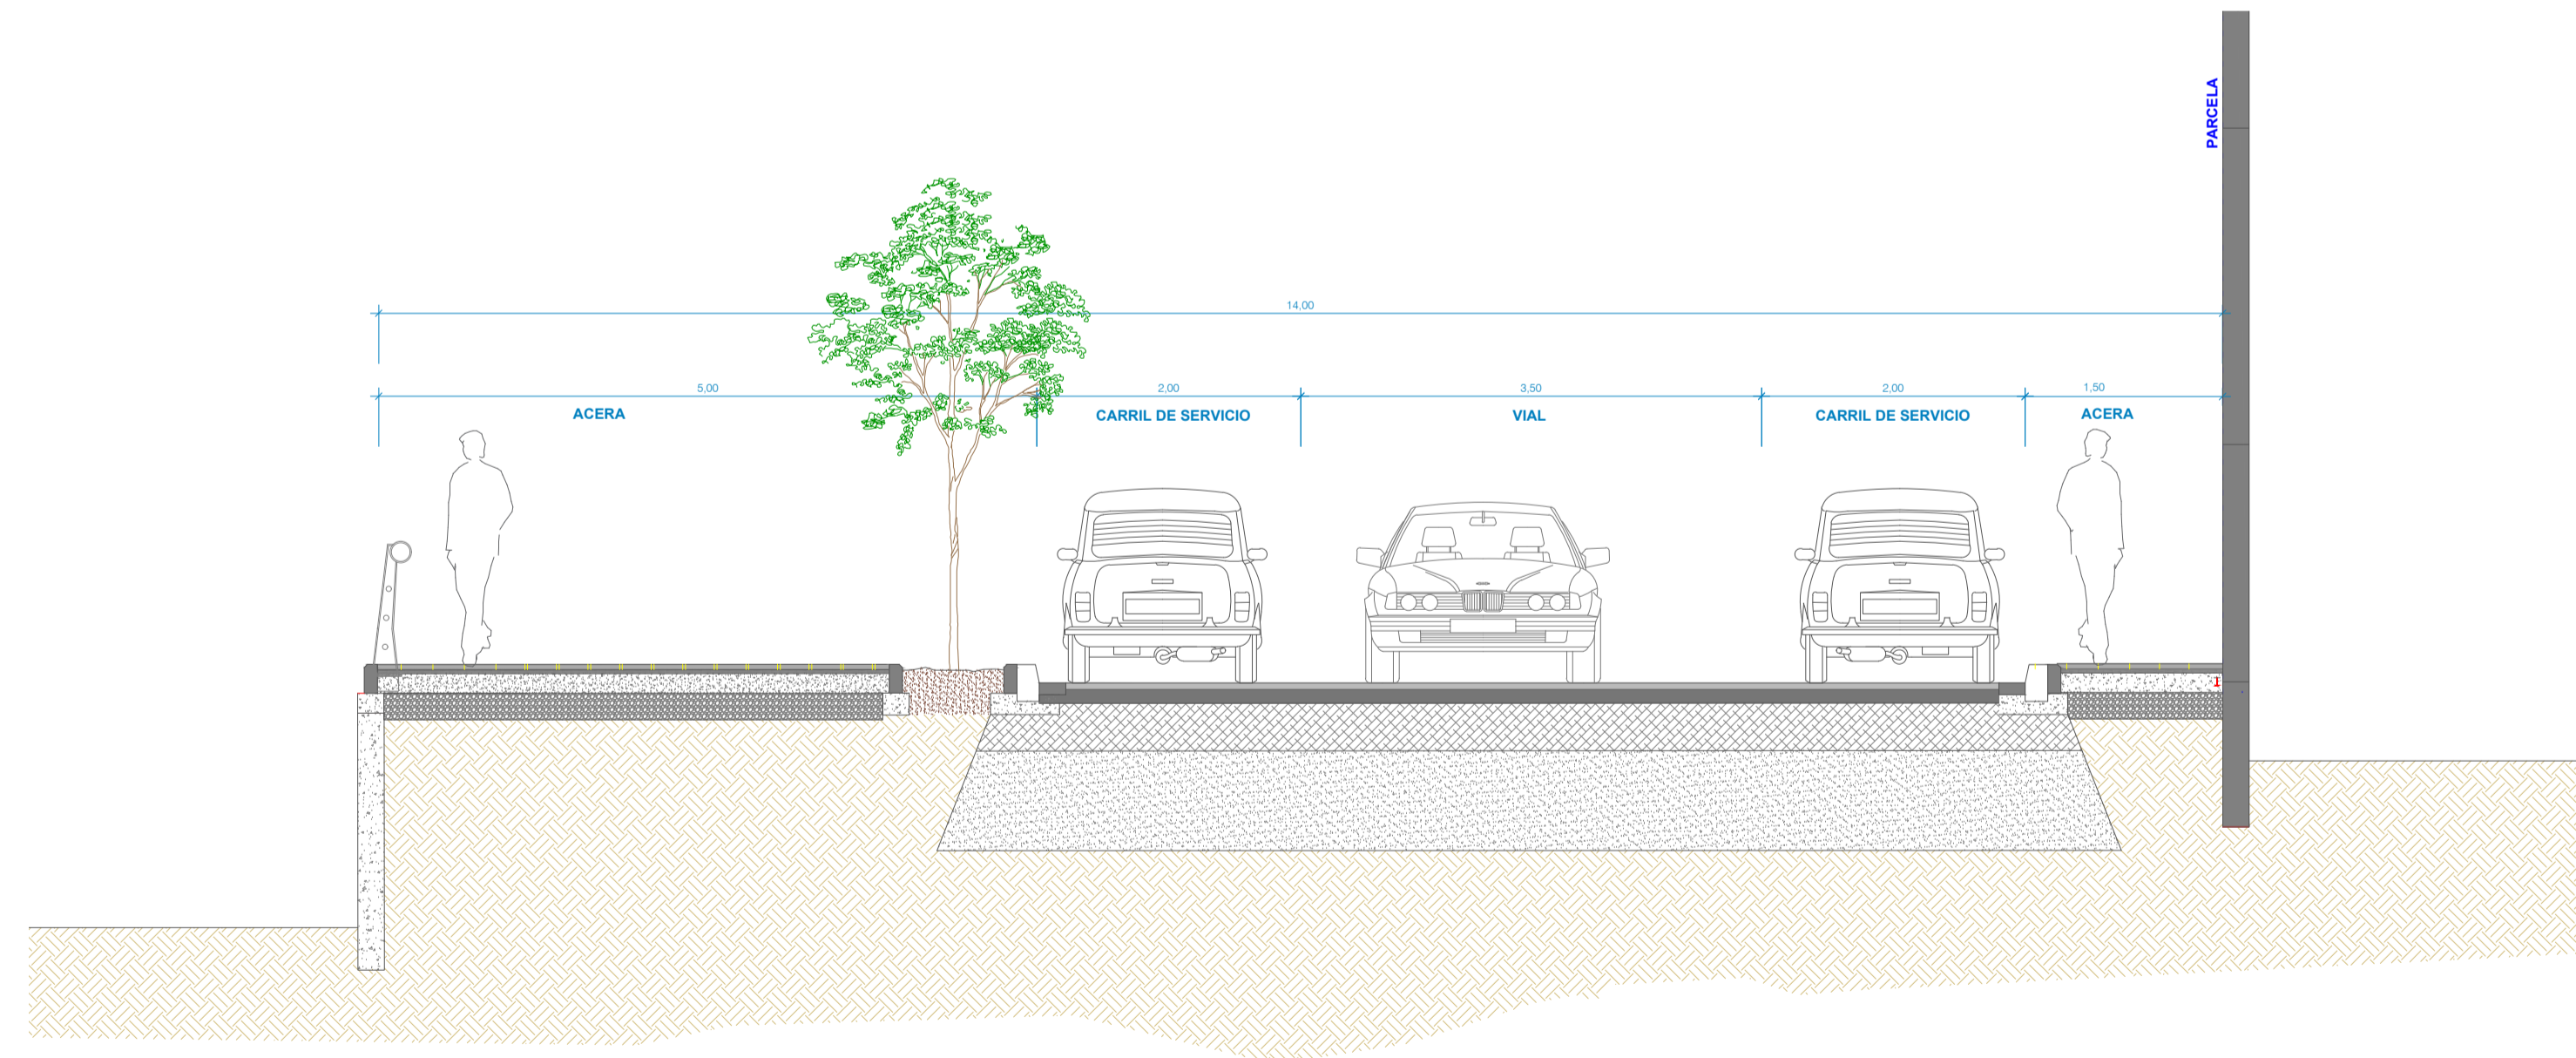 PARCELA
14,00
5,00
2,00
3,50
2,00
1,50
ACERA
CARRIL DE SERVICIO
VIAL
CARRIL DE SERVICIO
ACERA